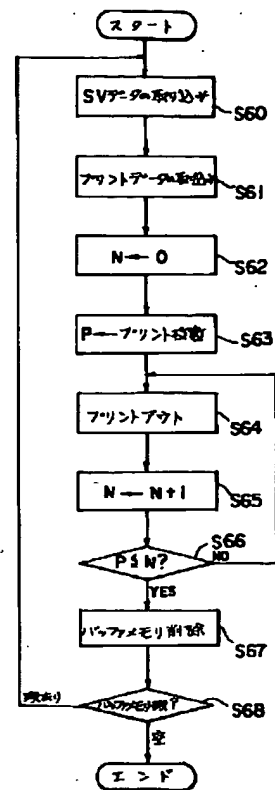 スタート
SVデータの取り込み
S60
プリントデータの取込み
S61
N←0
S62
P←プリント枚数
S63
プリントアウト
S64
N←N+1
S65
S66
P≦N?
NO
YES
バッファメモリ削除
S67
残あり
バッファメモリ残?
S68
空
エンド